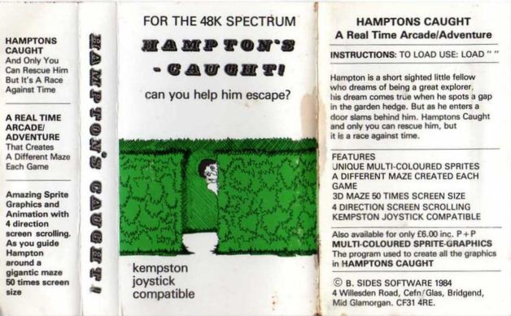 HAMPTONS
CAUGHT
And Only You
Can Rescue Him
But It's A Race
Against Time
A REAL TIME
ARCADE/
ADVENTURE
That Creates
A Different Maze
Each Game
Amazing Sprite
Graphics and
Animation with
4 direction
screen scrolling.
As you guide
Hampton
around a
gigantic maze
50 times screen
size
HAMPTON'S CAUGHT!
FOR THE 48K SPECTRUM
HAMPTON'S
- CAUGHT!
can you help him escape?
kempston
joystick
compatible
HAMPTONS CAUGHT
A Real Time Arcade/Adventure
INSTRUCTIONS: TO LOAD USE: LOAD " "
Hampton is a short sighted little fellow
who dreams of being a great explorer,
his dream comes true when he spots a gap
in the garden hedge. But as he enters a
door slams behind him. Hamptons Caught
and only you can rescue him, but
it is a race against time.
FEATURES
UNIQUE MULTI-COLOURED SPRITES
A DIFFERENT MAZE CREATED EACH
GAME
3D MAZE 50 TIMES SCREEN SIZE
4 DIRECTION SCREEN SCROLLING
KEMPSTON JOYSTICK COMPATIBLE
Also available for only £6.00 inc. P + P
MULTI-COLOURED SPRITE-GRAPHICS
The program used to create all the graphics
in HAMPTONS CAUGHT
© B. SIDES SOFTWARE 1984
4 Willesden Road, Cefn/Glas, Bridgend,
Mid Glamorgan. CF31 4RE.